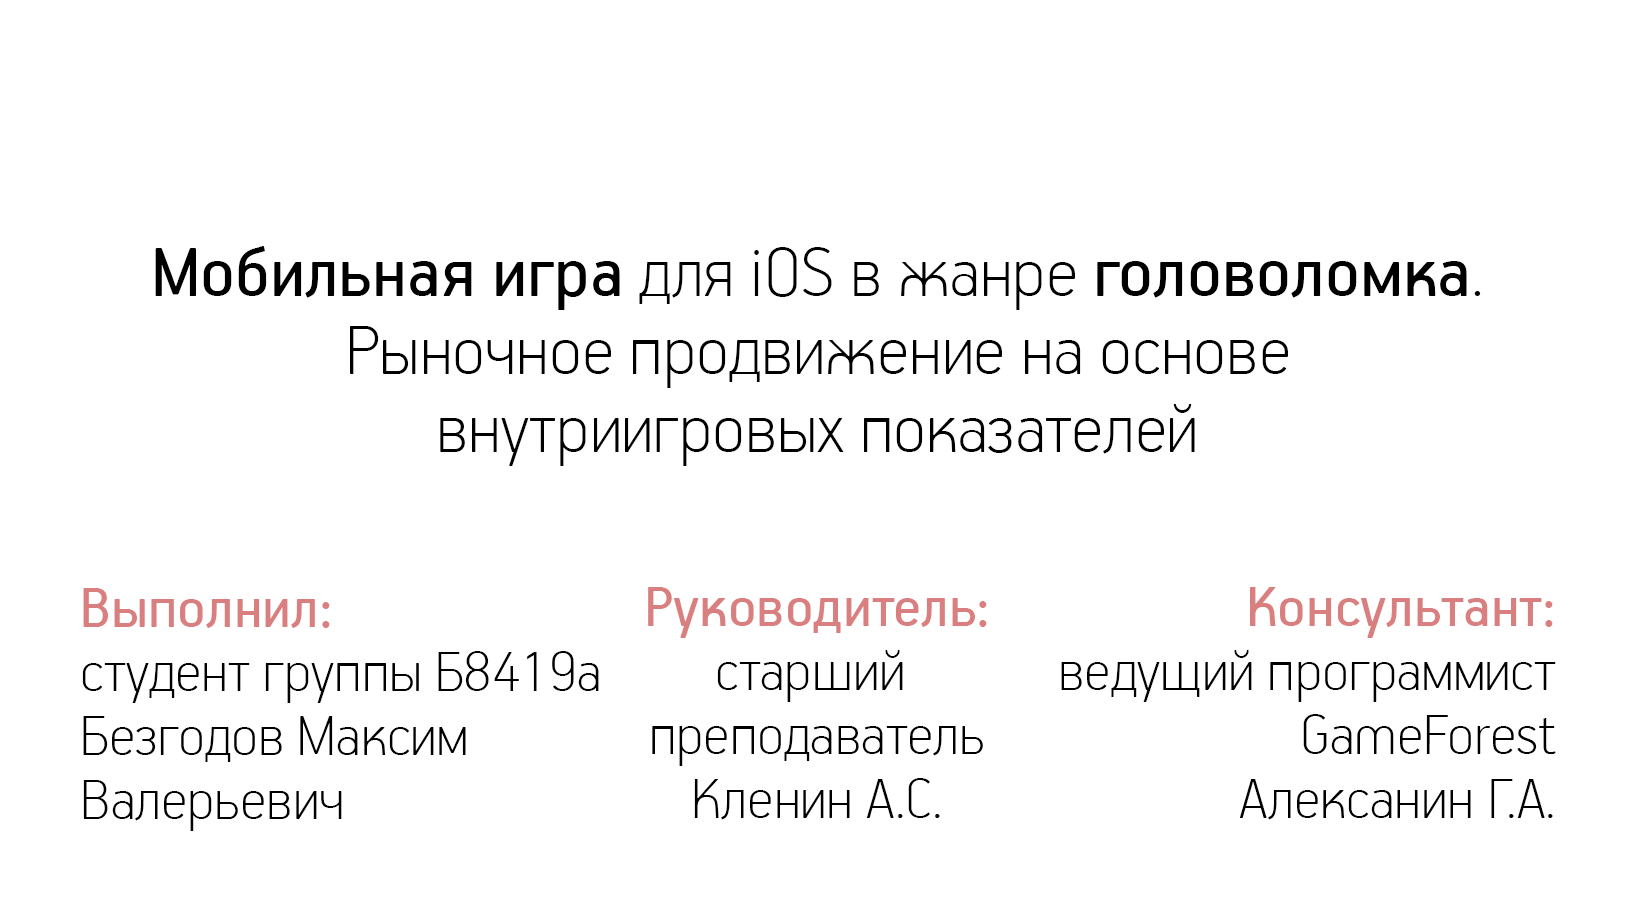 Мобильная игра для iOS в жанре головоломка.
Рыночное продвижение на основе
внутриигровых показателей
Выполнил:
студент группы Б8419а
Безгодов Максим
Валерьевич
Руководитель:
старший
преподаватель
Кленин А.С.
Консультант:
ведущий программист
GameForest
Алексанин Г.А.